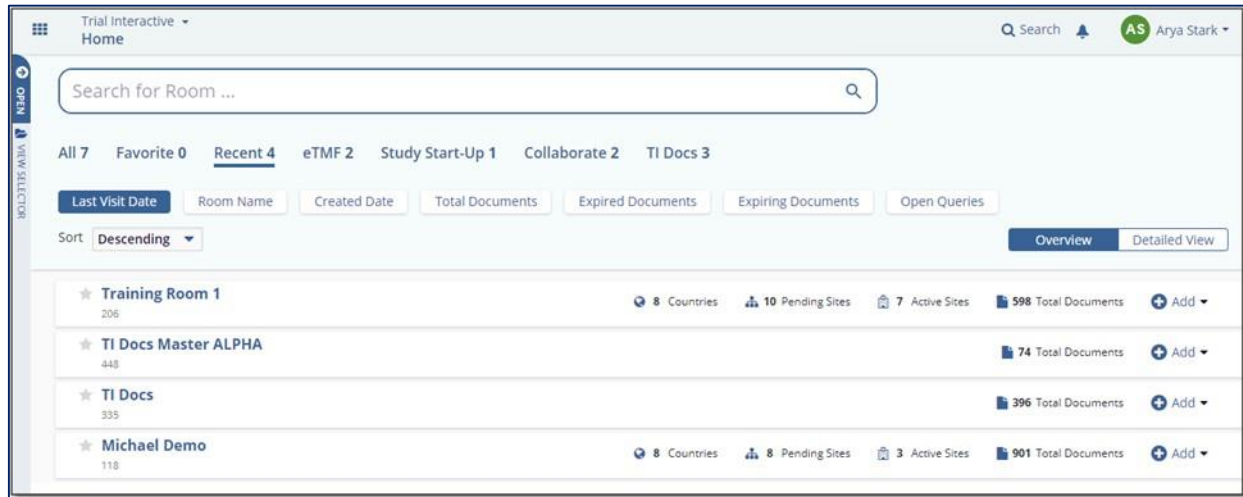 Trial Interactive
Home
Search
AS Arya Stark
OPEN
VIEW SELECTOR
Search for Room ...
All 7 Favorite 0 Recent 4 eTMF 2 Study Start-Up 1 Collaborate 2 TI Docs 3
Last Visit Date Room Name Created Date Total Documents Expired Documents Expiring Documents Open Queries
Sort Descending Overview Detailed View
Training Room 1 8 Countries 10 Pending Sites 7 Active Sites 598 Total Documents Add
206
TI Docs Master ALPHA 74 Total Documents Add
448
TI Docs 396 Total Documents Add
335
Michael Demo 8 Countries 8 Pending Sites 3 Active Sites 901 Total Documents Add
118